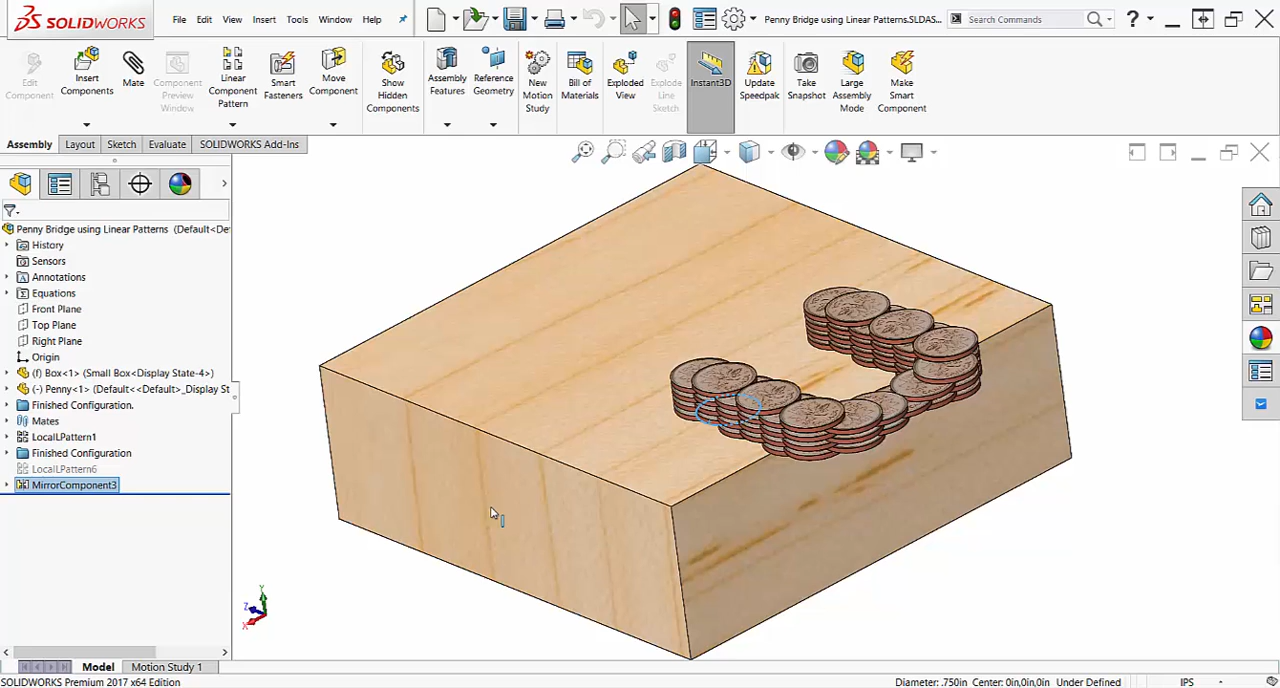 SOLIDWORKS
File Edit View Insert Tools Window Help
Penny Bridge using Linear Patterns.SLDAS...
Search Commands
?
Edit Component
Insert Components
Mate
Component Preview Window
Linear Component Pattern
Smart Fasteners
Move Component
Show Hidden Components
Assembly Features
Reference Geometry
New Motion Study
Bill of Materials
Exploded View
Explode Line Sketch
Instant3D
Update Speedpak
Take Snapshot
Large Assembly Mode
Make Smart Component
Assembly Layout Sketch Evaluate SOLIDWORKS Add-Ins
Penny Bridge using Linear Patterns (Default<De
History
Sensors
Annotations
Equations
Front Plane
Top Plane
Right Plane
Origin
(f) Box<1> (Small Box<Display State-4>)
(-) Penny<1> (Default<<Default>_Display St
Finished Configuration.
Mates
LocalLPattern1
Finished Configuration
LocalLPattern6
MirrorComponent3
Y
Z
X
Model Motion Study 1
SOLIDWORKS Premium 2017 x64 Edition
Diameter: .750in Center: 0in,0in,0in Under Defined IPS